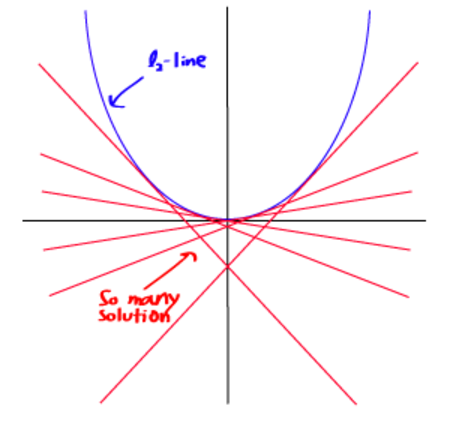 l₂-line
So many
solution